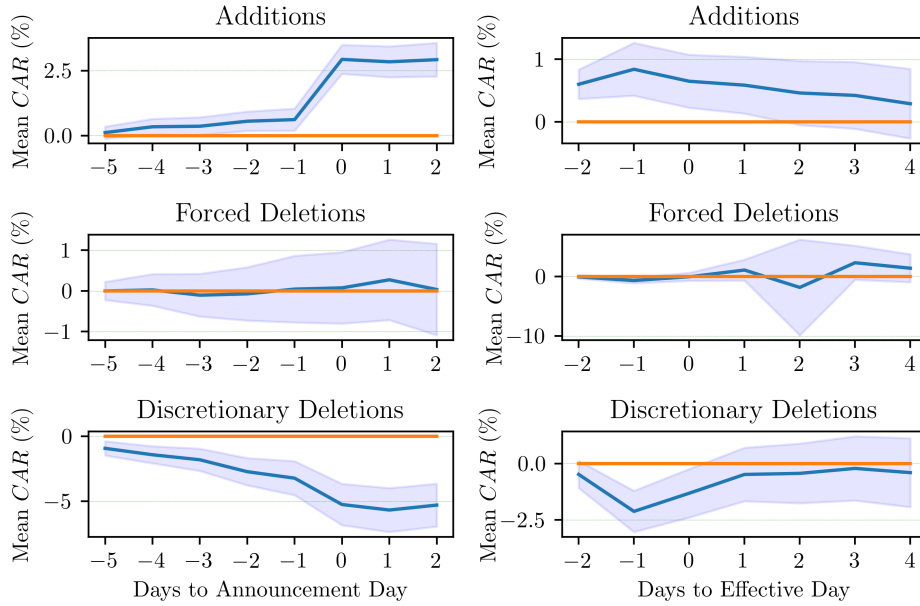 Additions
Mean CAR (%)
2.5
0.0
−5 −4 −3 −2 −1 0 1 2
Additions
Mean CAR (%)
1
0
−2 −1 0 1 2 3 4
Forced Deletions
Mean CAR (%)
1
0
−1
−5 −4 −3 −2 −1 0 1 2
Forced Deletions
Mean CAR (%)
0
−10
−2 −1 0 1 2 3 4
Discretionary Deletions
Mean CAR (%)
0
−5
−5 −4 −3 −2 −1 0 1 2
Days to Announcement Day
Discretionary Deletions
Mean CAR (%)
0.0
−2.5
−2 −1 0 1 2 3 4
Days to Effective Day